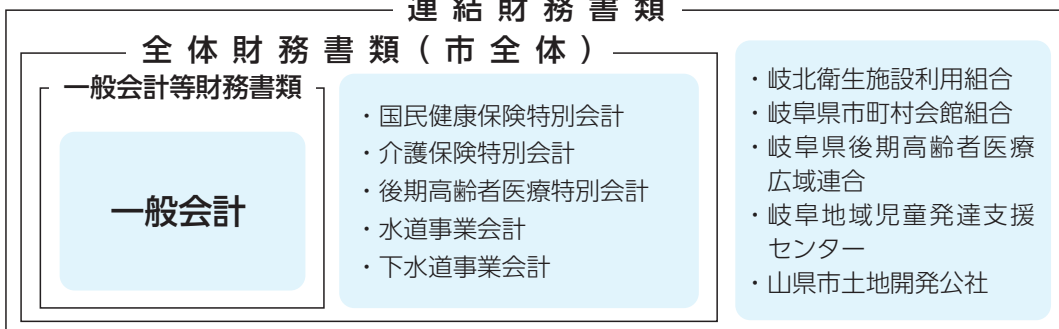 連結財務書類
全体財務書類(市全体)
一般会計等財務書類
一般会計
・国民健康保険特別会計
・介護保険特別会計
・後期高齢者医療特別会計
・水道事業会計
・下水道事業会計
・岐北衛生施設利用組合
・岐阜県市町村会館組合
・岐阜県後期高齢者医療
広域連合
・岐阜地域児童発達支援
センター
・山県市土地開発公社